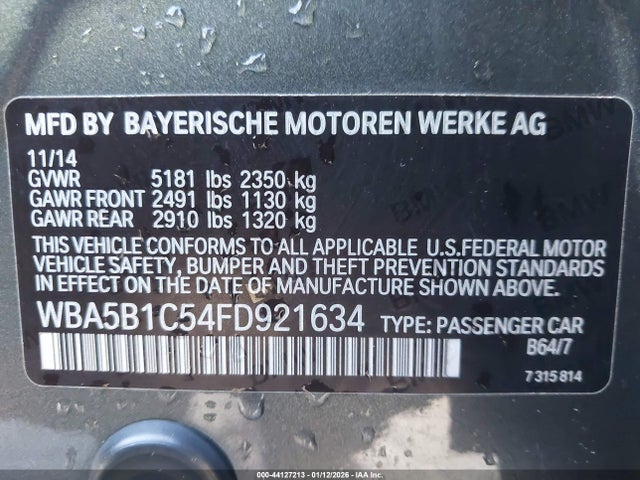 MFD BY BAYERISCHE MOTOREN WERKE AG
11/14
GVWR 5181 lbs 2350 kg
GAWR FRONT 2491 lbs 1130 kg
GAWR REAR 2910 lbs 1320 kg
THIS VEHICLE CONFORMS TO ALL APPLICABLE U.S.FEDERAL MOTOR
VEHICLE SAFETY, BUMPER AND THEFT PREVENTION STANDARDS
IN EFFECT ON THE DATE OF MANUFACTURE SHOWN ABOVE.
WBA5B1C54FD921634 TYPE: PASSENGER CAR
B64/7
7315814
000-44127213 - 01/12/2026 - IAA Inc.